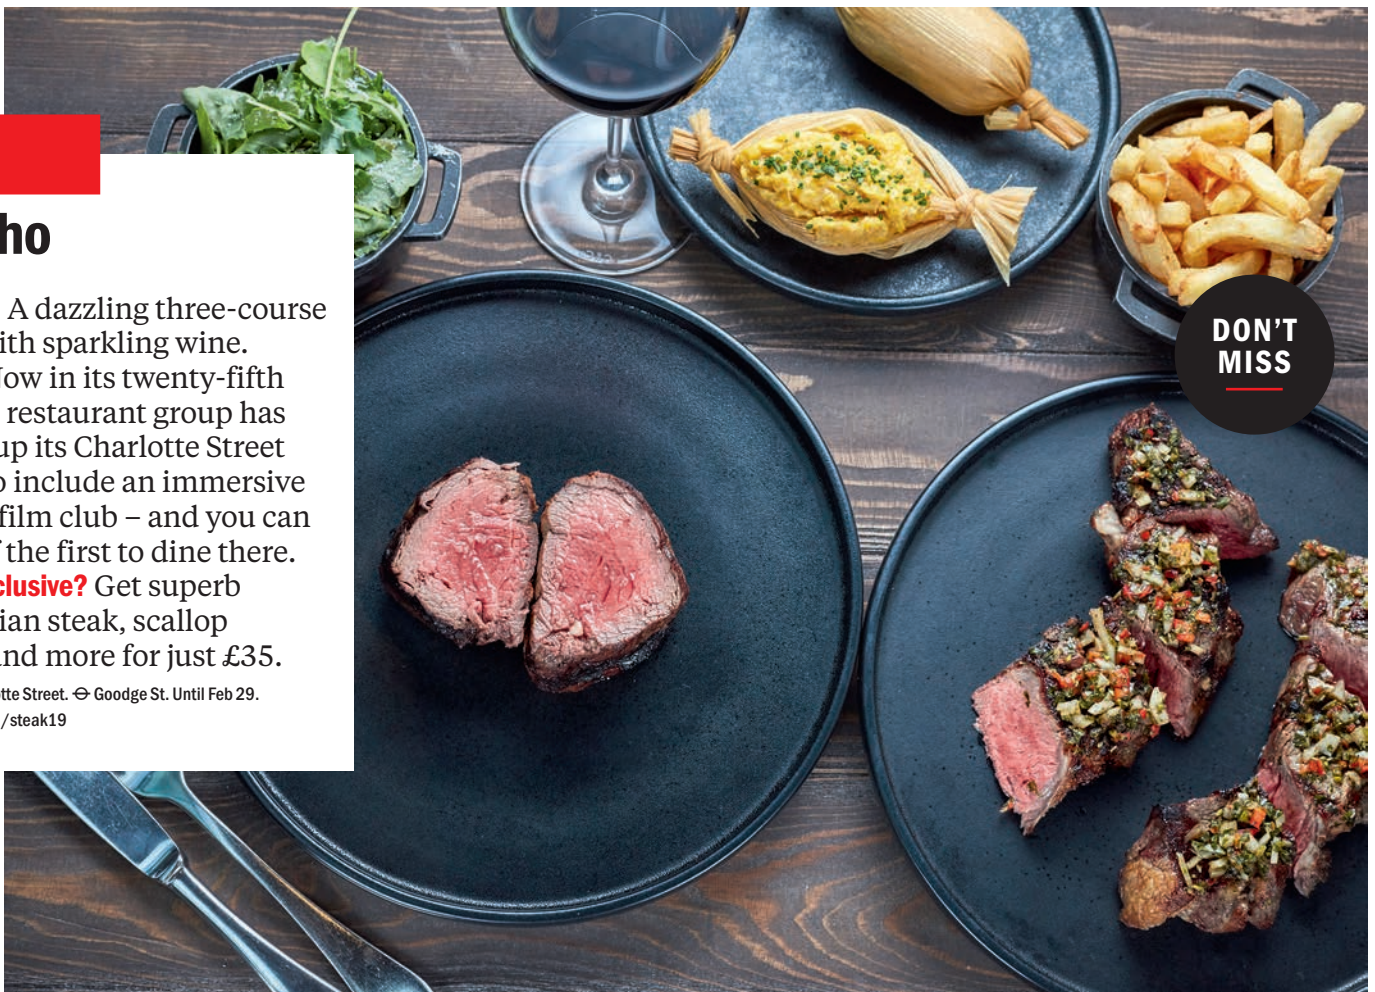 ho
A dazzling three-course
ith sparkling wine.
ow in its twenty-fifth
restaurant group has
up its Charlotte Street
o include an immersive
film club – and you can
f the first to dine there.
clusive? Get superb
ian steak, scallop
and more for just £35.
tte Street. Goodge St. Until Feb 29.
/steak19
DON'T
MISS